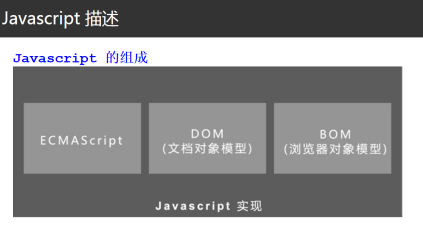 Javascript 描述
Javascript 的组成
ECMAScript
DOM
(文档对象模型)
BOM
(浏览器对象模型)
Javascript 实现